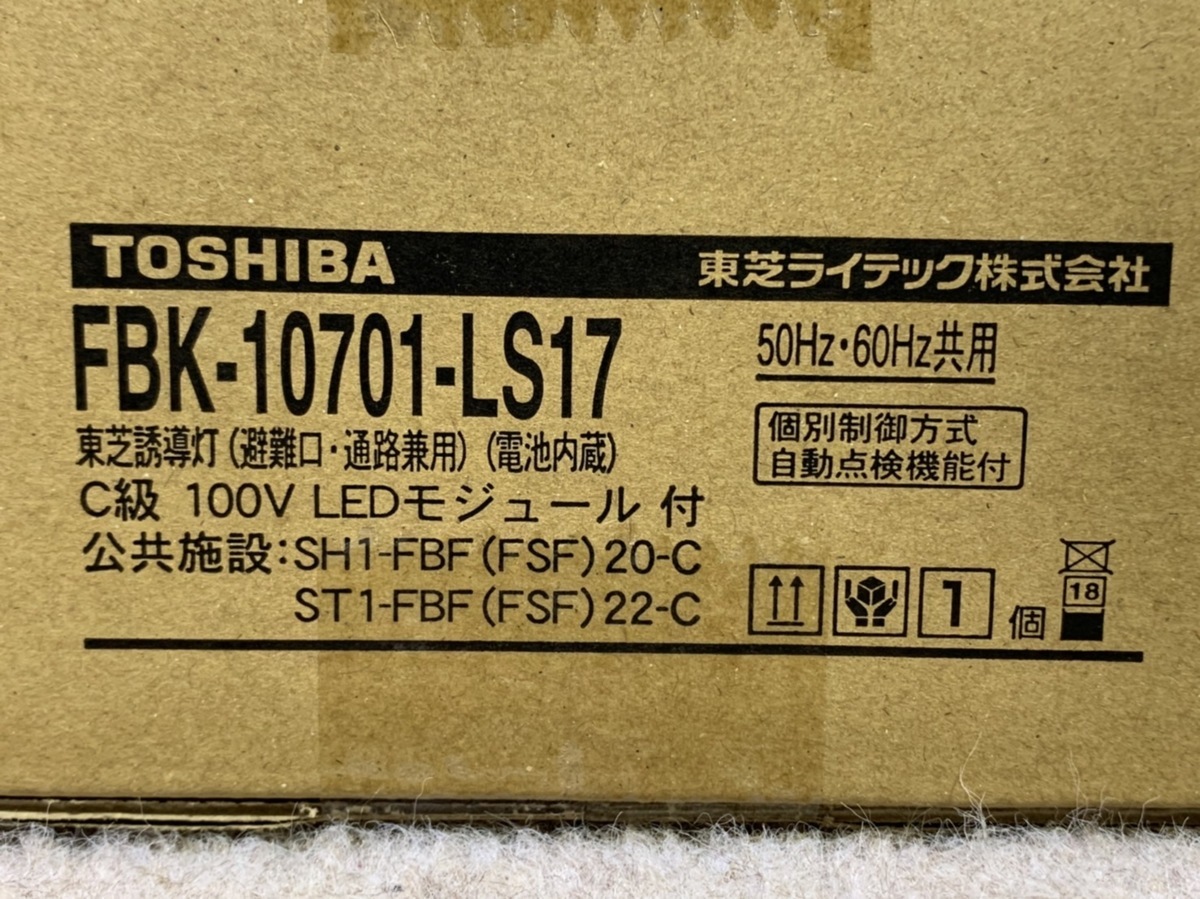 TOSHIBA 東芝ライテック株式会社
FBK-10701-LS17 50Hz・60Hz共用
東芝誘導灯(避難口・通路兼用)(電池内蔵)
C級 100V LEDモジュール 付
公共施設:SH1-FBF(FSF)20-C
ST1-FBF(FSF)22-C
個別制御方式
自動点検機能付
1 個
18